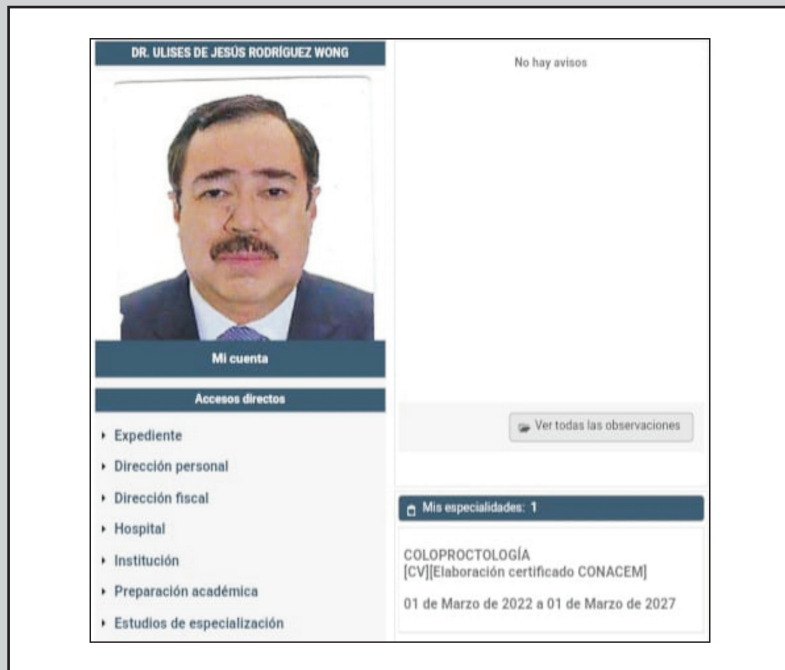 DR. ULISES DE JESÚS RODRÍGUEZ WONG
Mi cuenta
Accesos directos
Expediente
Dirección personal
Dirección fiscal
Hospital
Institución
Preparación académica
Estudios de especialización
No hay avisos
Ver todas las observaciones
Mis especialidades: 1
COLOPROCTOLOGÍA
[CV][Elaboración certificado CONACEM]
01 de Marzo de 2022 a 01 de Marzo de 2027